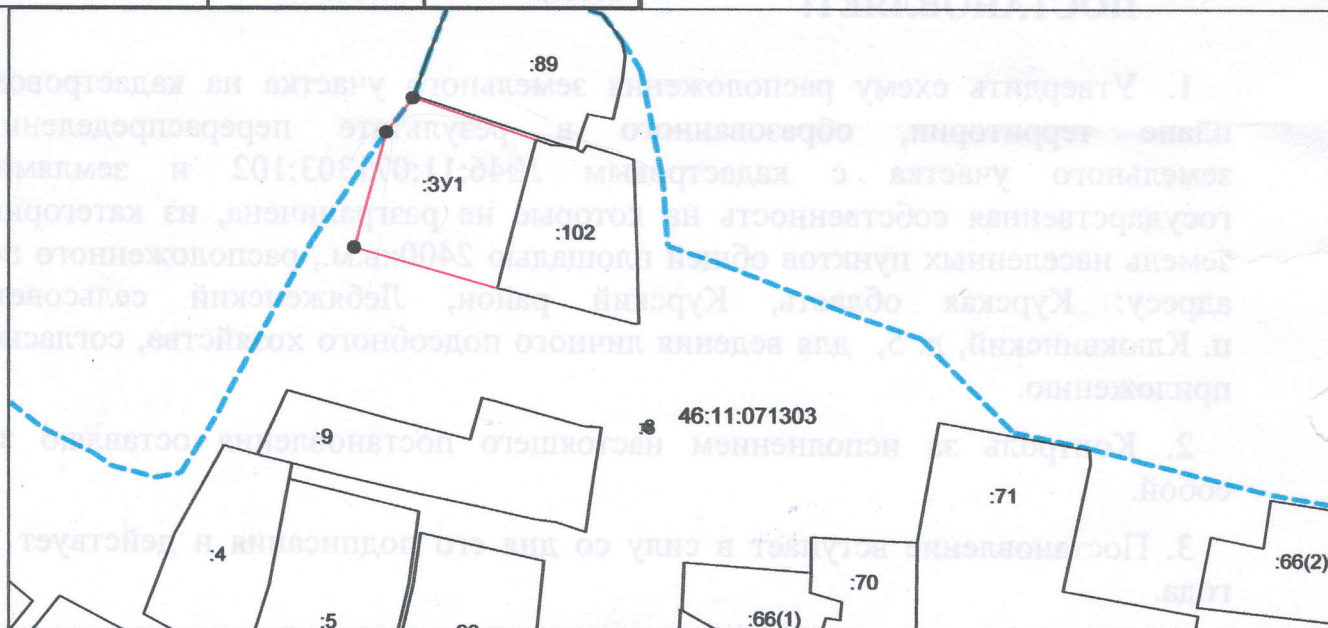 ПОСТАНОВЛЯЕТ:
1. Утвердить схему расположения земельного участка на кадастровом
плане территории, образованного в результате перераспределения
земельного участка с кадастровым №46:11:071303:102 и землями
государственная собственность на которые не разграничена, из категории
земель населенных пунктов общей площадью 2400кв.м., расположенного по
адресу: Курская область, Курский район, Лебяженский сельсовет
п. Клюквинский, д. 5, для ведения личного подсобного хозяйства, согласно
приложению.
2. Контроль за исполнением настоящего постановления оставляю за
собой.
3. Постановление вступает в силу со дня его подписания и действует
года.
:89
:ЗУ1
:102
:9
:8
46:11:071303
:71
:4
:70
:66(2)
:5
:66(1)